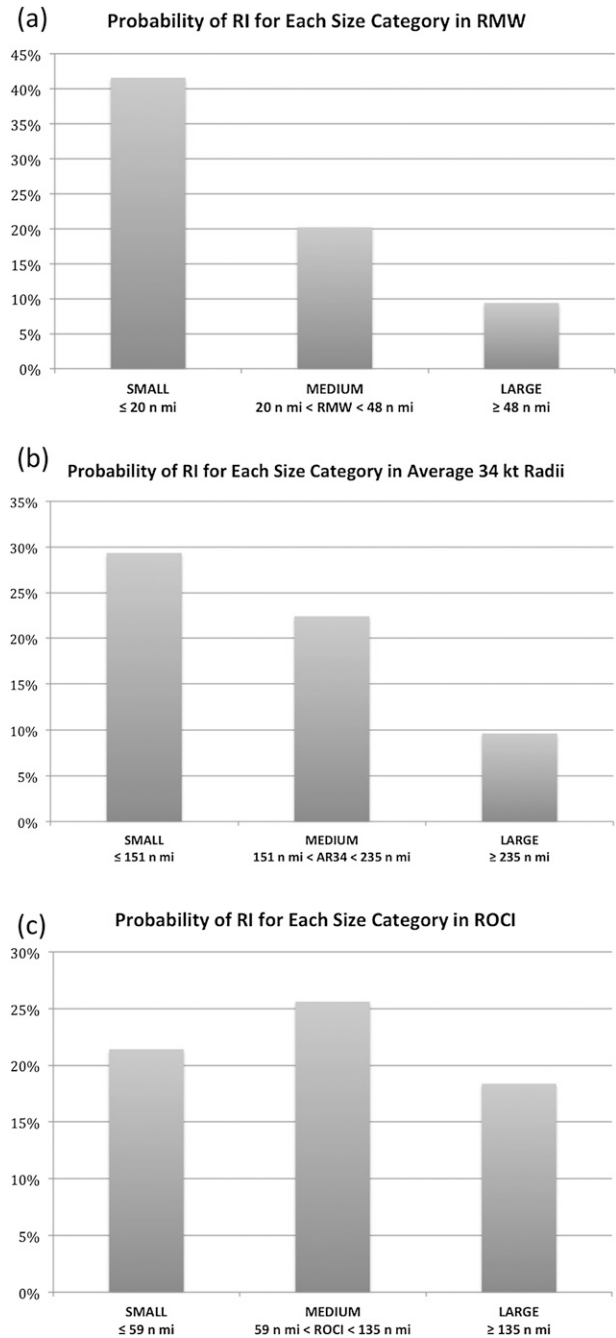 (a)
Probability of RI for Each Size Category in RMW
45%
40%
35%
30%
25%
20%
15%
10%
5%
0%
SMALL MEDIUM LARGE
≤ 20 n mi 20 n mi < RMW < 48 n mi ≥ 48 n mi
(b)
Probability of RI for Each Size Category in Average 34 kt Radii
35%
30%
25%
20%
15%
10%
5%
0%
SMALL MEDIUM LARGE
≤ 151 n mi 151 n mi < AR34 < 235 n mi ≥ 235 n mi
(c)
Probability of RI for Each Size Category in ROCI
30%
25%
20%
15%
10%
5%
0%
SMALL MEDIUM LARGE
≤ 59 n mi 59 n mi < ROCI < 135 n mi ≥ 135 n mi